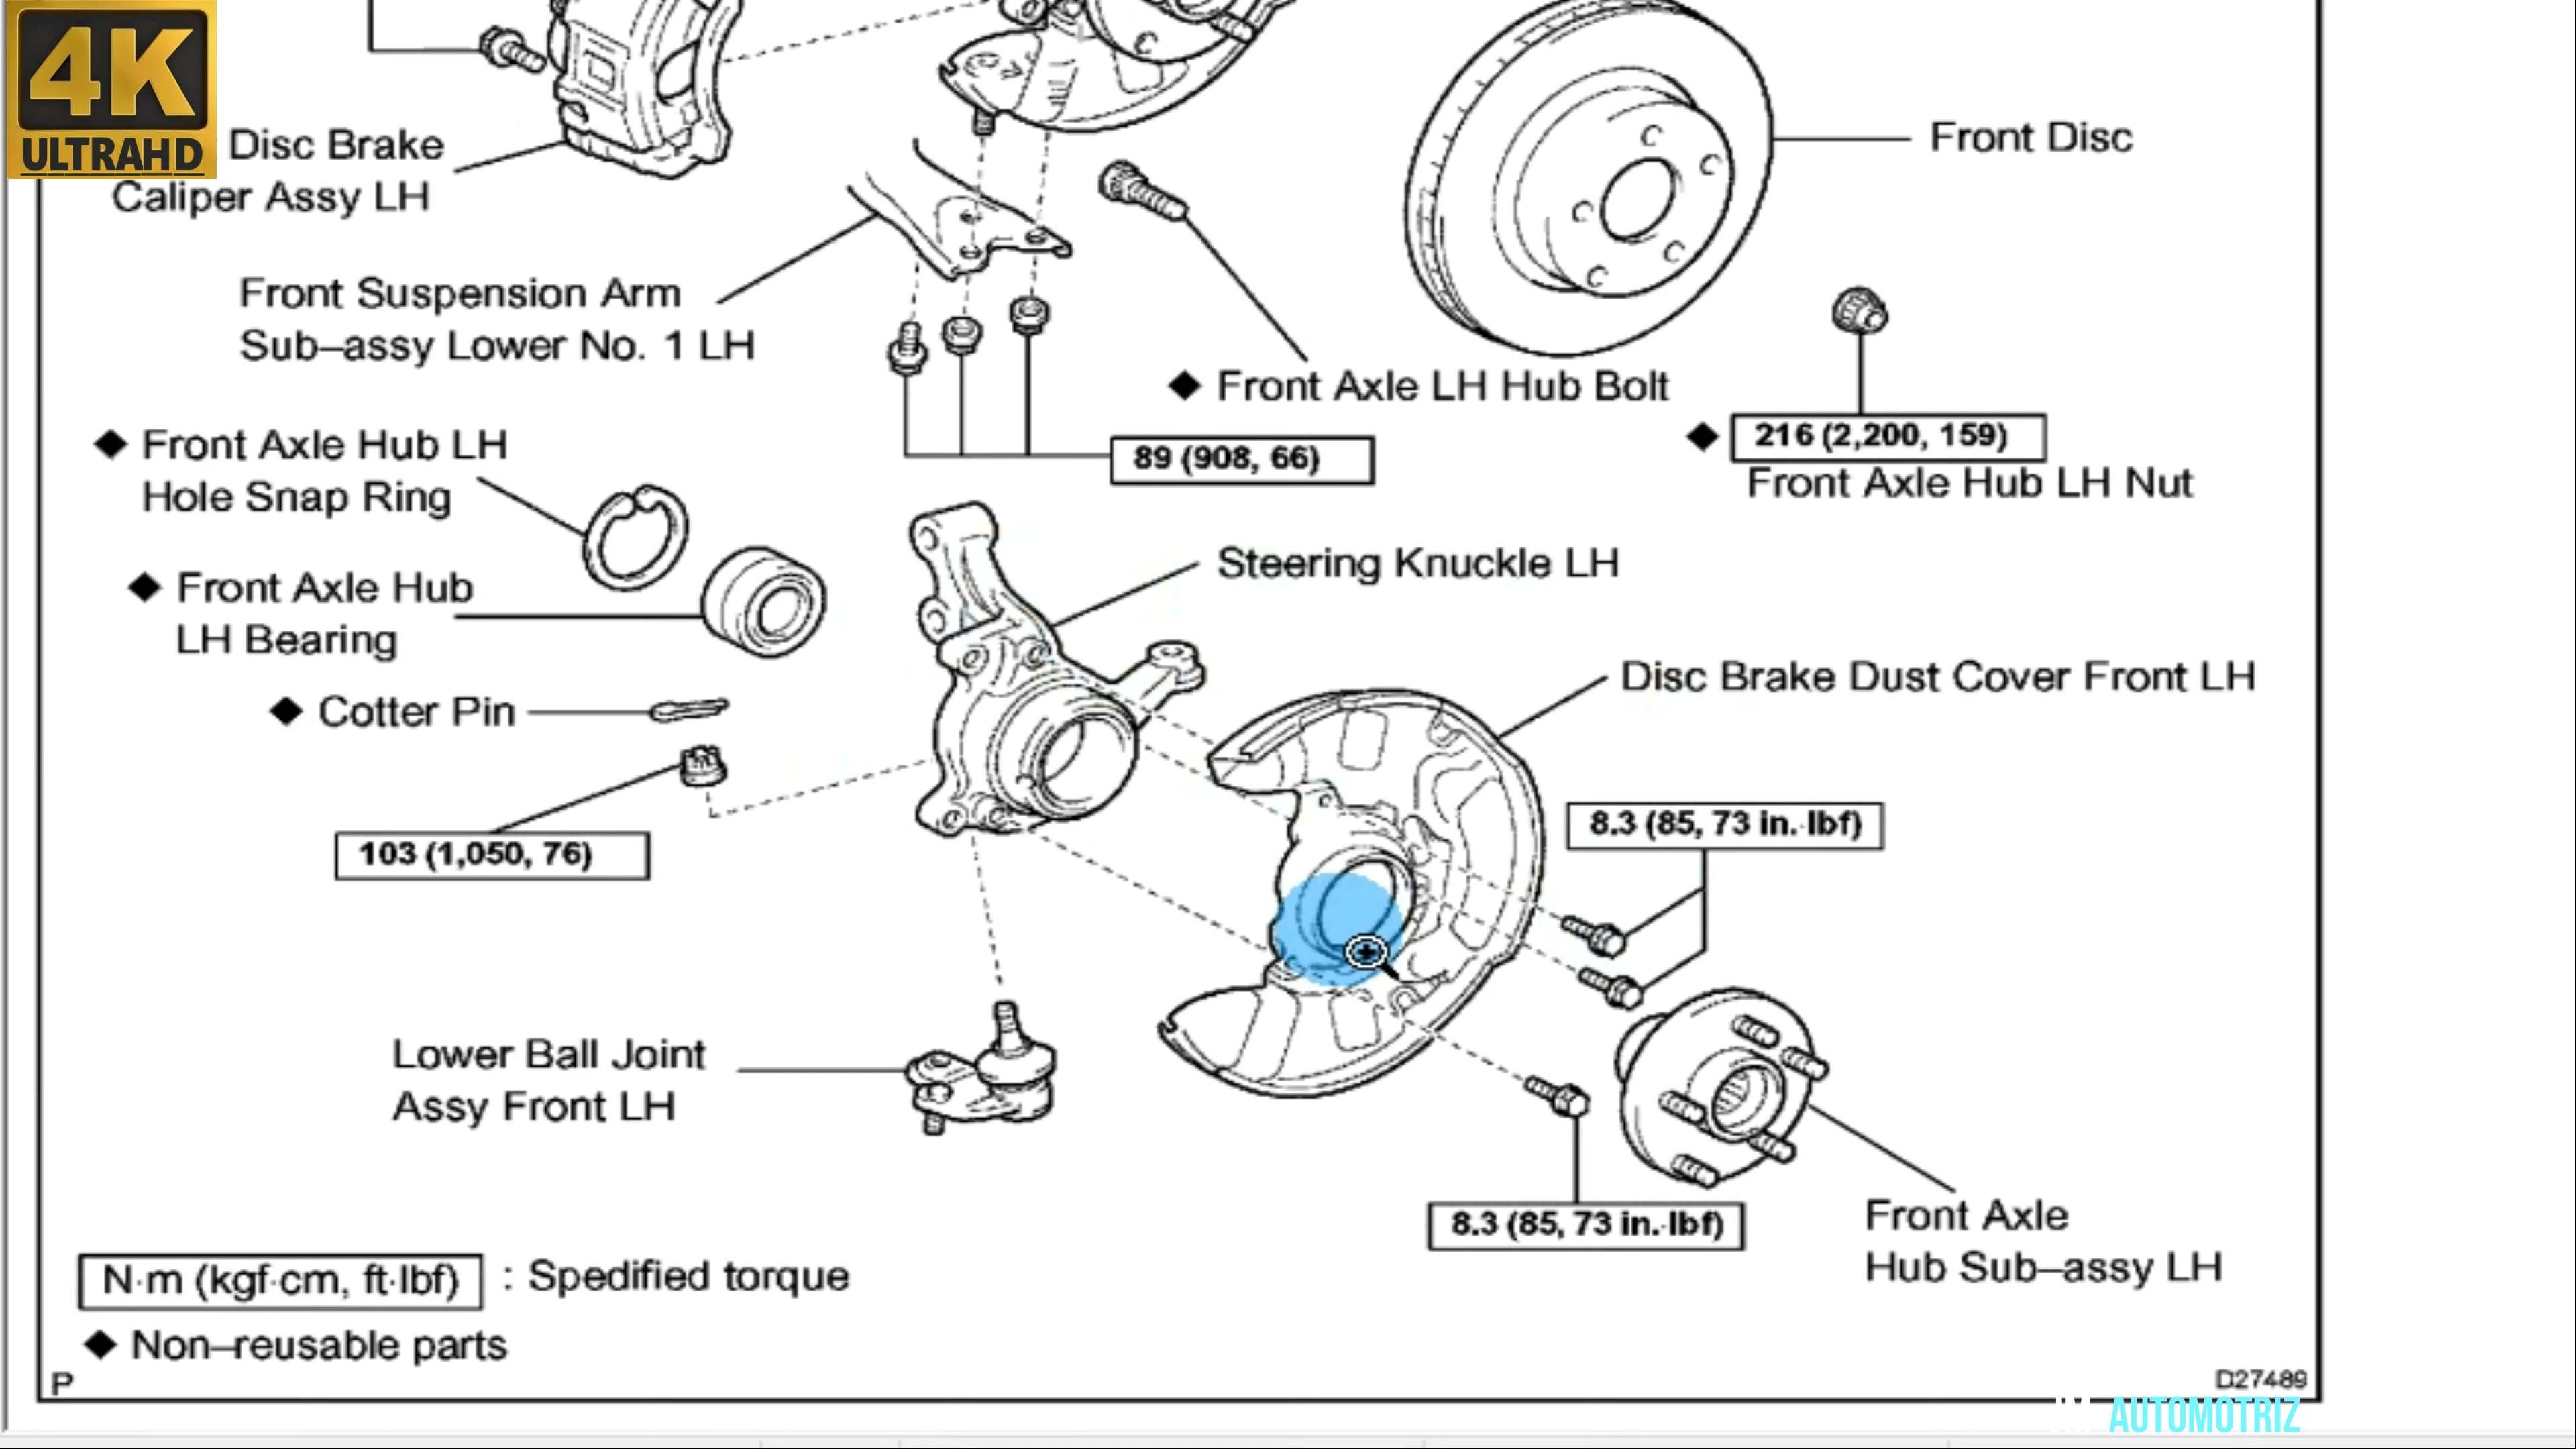 4K
ULTRAHD
Disc Brake
Caliper Assy LH
Front Disc
Front Suspension Arm
Sub–assy Lower No. 1 LH
◆ Front Axle LH Hub Bolt
89 (908, 66)
◆ 216 (2,200, 159)
Front Axle Hub LH Nut
◆ Front Axle Hub LH
Hole Snap Ring
Steering Knuckle LH
◆ Front Axle Hub
LH Bearing
Disc Brake Dust Cover Front LH
◆ Cotter Pin
103 (1,050, 76)
8.3 (85, 73 in.·lbf)
Lower Ball Joint
Assy Front LH
8.3 (85, 73 in.·lbf)
Front Axle
Hub Sub–assy LH
N·m (kgf·cm, ft·lbf) : Spedified torque
◆ Non–reusable parts
P
D27489
AUTOMOTRIZ